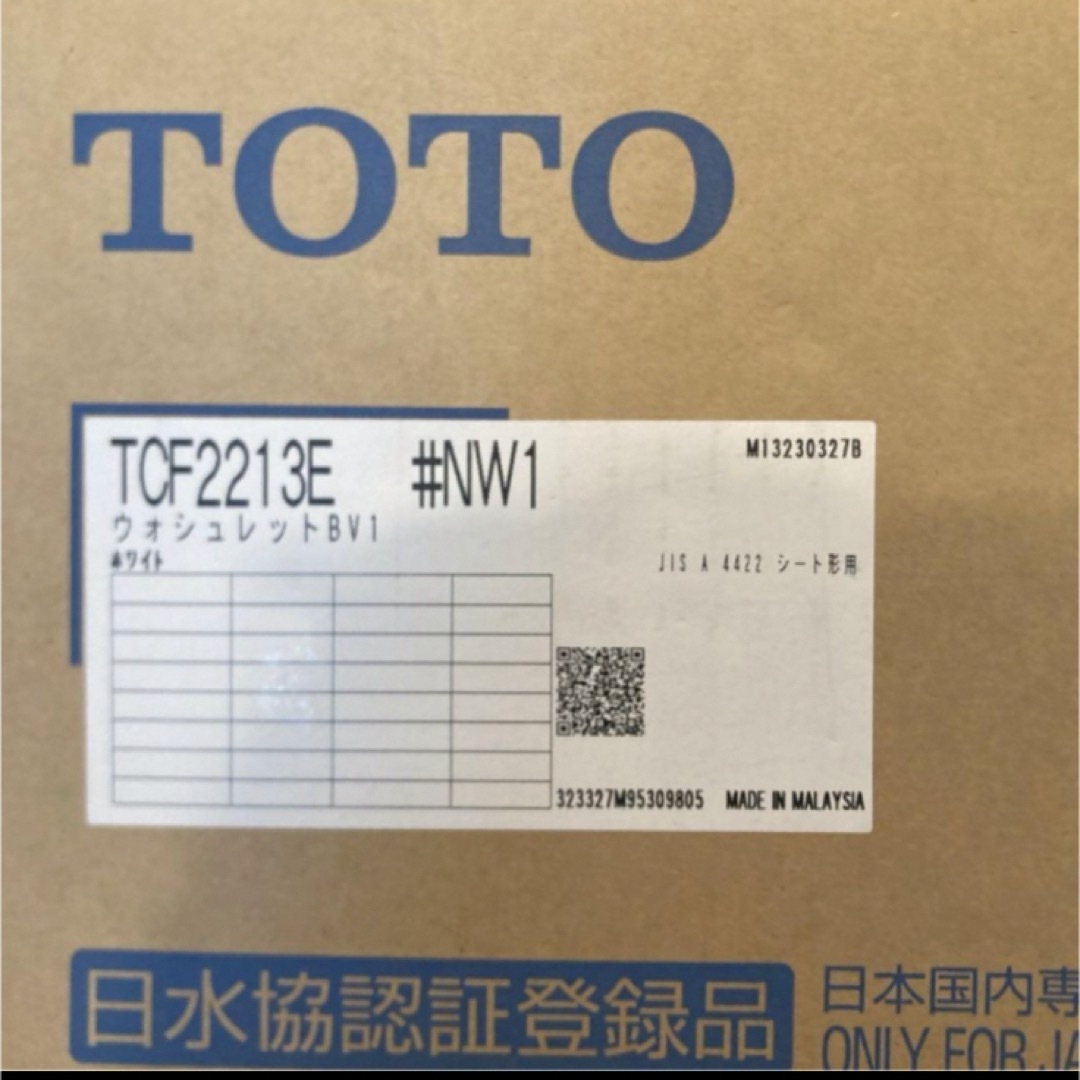 TOTO
TCF2213E #NW1
M13230327B
ウォシュレットBV1
ホワイト
JIS A 4422 シート形用
323327M95309805 MADE IN MALAYSIA
日水協認証登録品
日本国内専
ONLY FOR JA